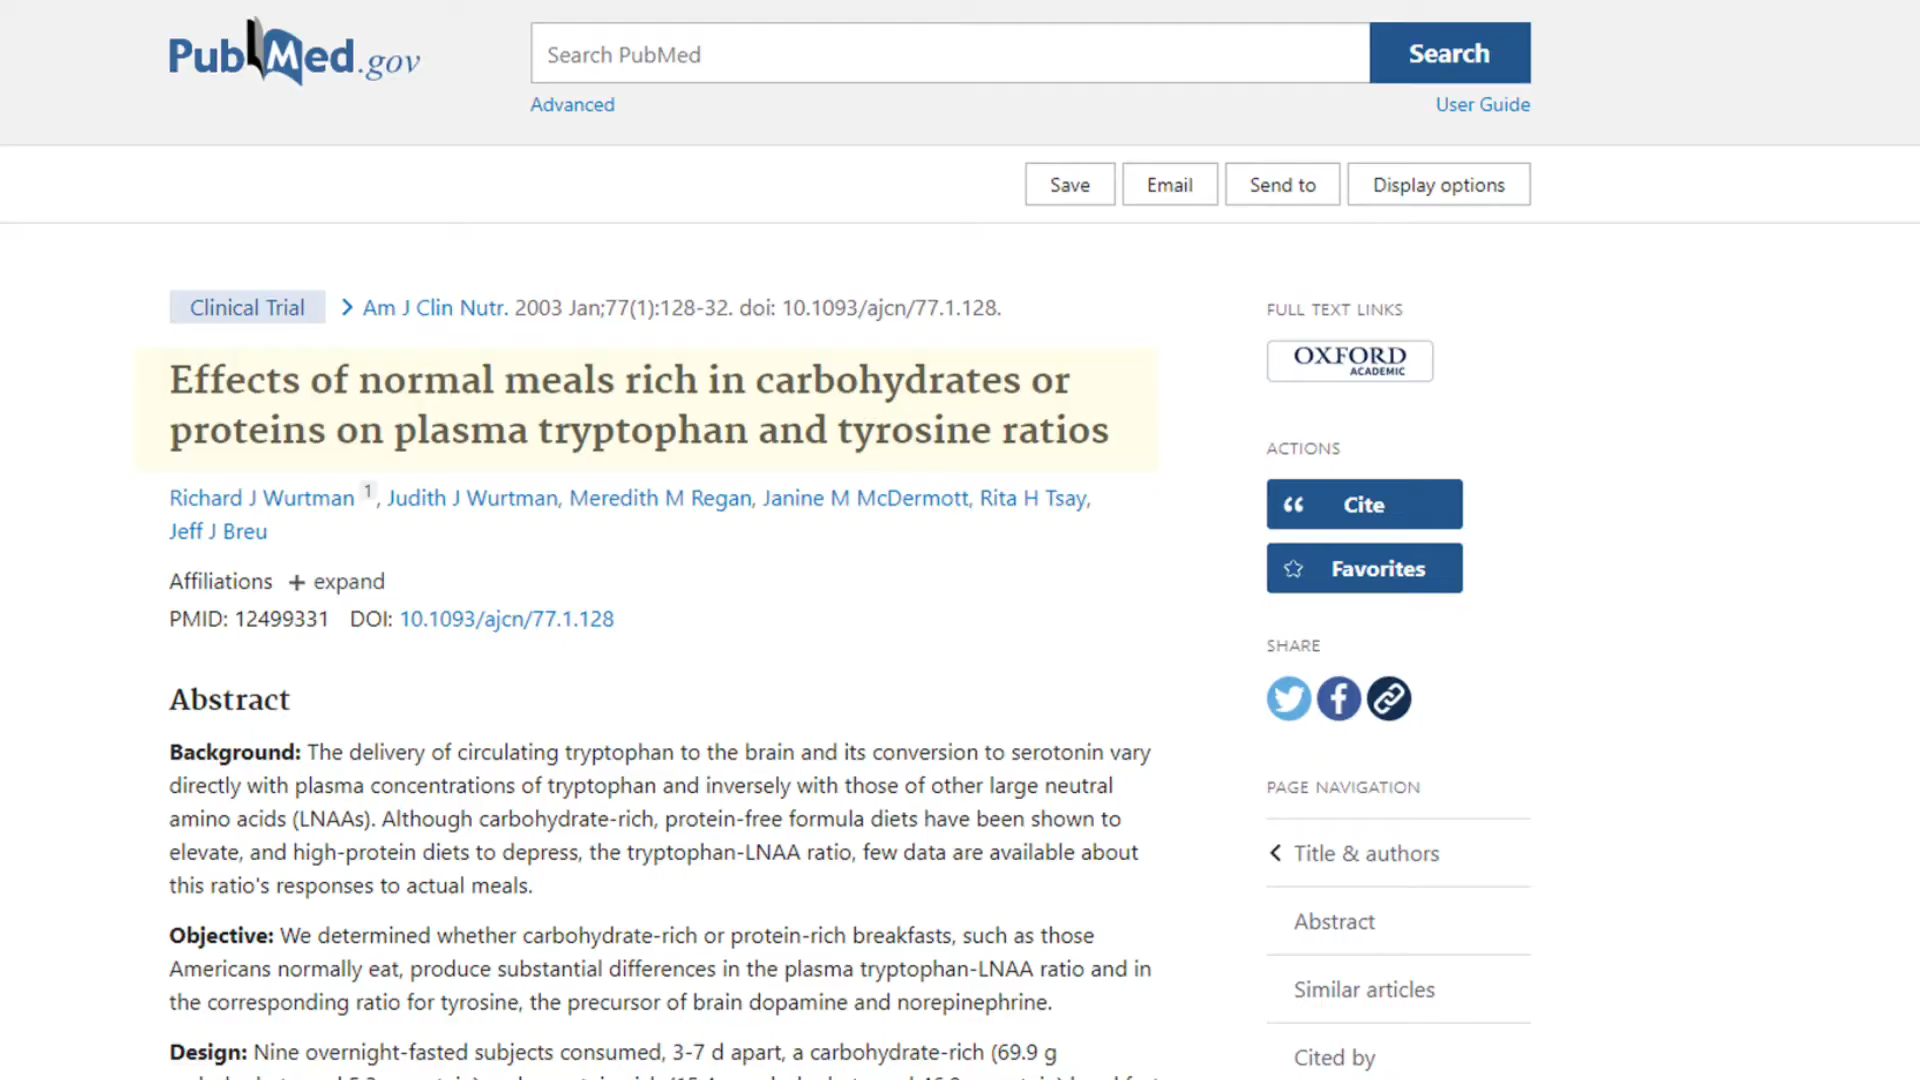 PubMed.gov
Search PubMed
Search
Advanced
User Guide
Save
Email
Send to
Display options
Clinical Trial
Am J Clin Nutr. 2003 Jan;77(1):128-32. doi: 10.1093/ajcn/77.1.128.
Effects of normal meals rich in carbohydrates or
proteins on plasma tryptophan and tyrosine ratios
Richard J Wurtman 1, Judith J Wurtman, Meredith M Regan, Janine M McDermott, Rita H Tsay,
Jeff J Breu
Affiliations + expand
PMID: 12499331 DOI: 10.1093/ajcn/77.1.128
Abstract
Background: The delivery of circulating tryptophan to the brain and its conversion to serotonin vary
directly with plasma concentrations of tryptophan and inversely with those of other large neutral
amino acids (LNAAs). Although carbohydrate-rich, protein-free formula diets have been shown to
elevate, and high-protein diets to depress, the tryptophan-LNAA ratio, few data are available about
this ratio's responses to actual meals.
Objective: We determined whether carbohydrate-rich or protein-rich breakfasts, such as those
Americans normally eat, produce substantial differences in the plasma tryptophan-LNAA ratio and in
the corresponding ratio for tyrosine, the precursor of brain dopamine and norepinephrine.
Design: Nine overnight-fasted subjects consumed, 3-7 d apart, a carbohydrate-rich (69.9 g
FULL TEXT LINKS
OXFORD
ACADEMIC
ACTIONS
Cite
Favorites
SHARE
PAGE NAVIGATION
Title & authors
Abstract
Similar articles
Cited by